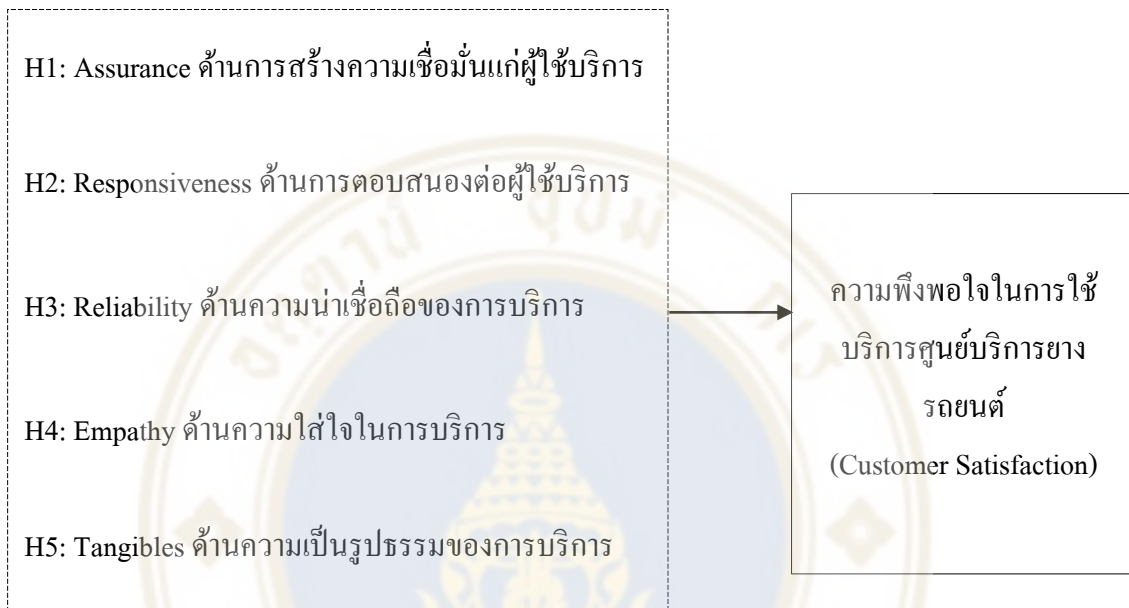 H1: Assurance ด้านการสร้างความเชื่อมั่นแก่ผู้ใช้บริการ
H2: Responsiveness ด้านการตอบสนองต่อผู้ใช้บริการ
H3: Reliability ด้านความน่าเชื่อถือของการบริการ
H4: Empathy ด้านความใส่ใจในการบริการ
H5: Tangibles ด้านความเป็นรูปธรรมของการบริการ
ความพึงพอใจในการใช้
บริการศูนย์บริการยาง
รถยนต์
(Customer Satisfaction)